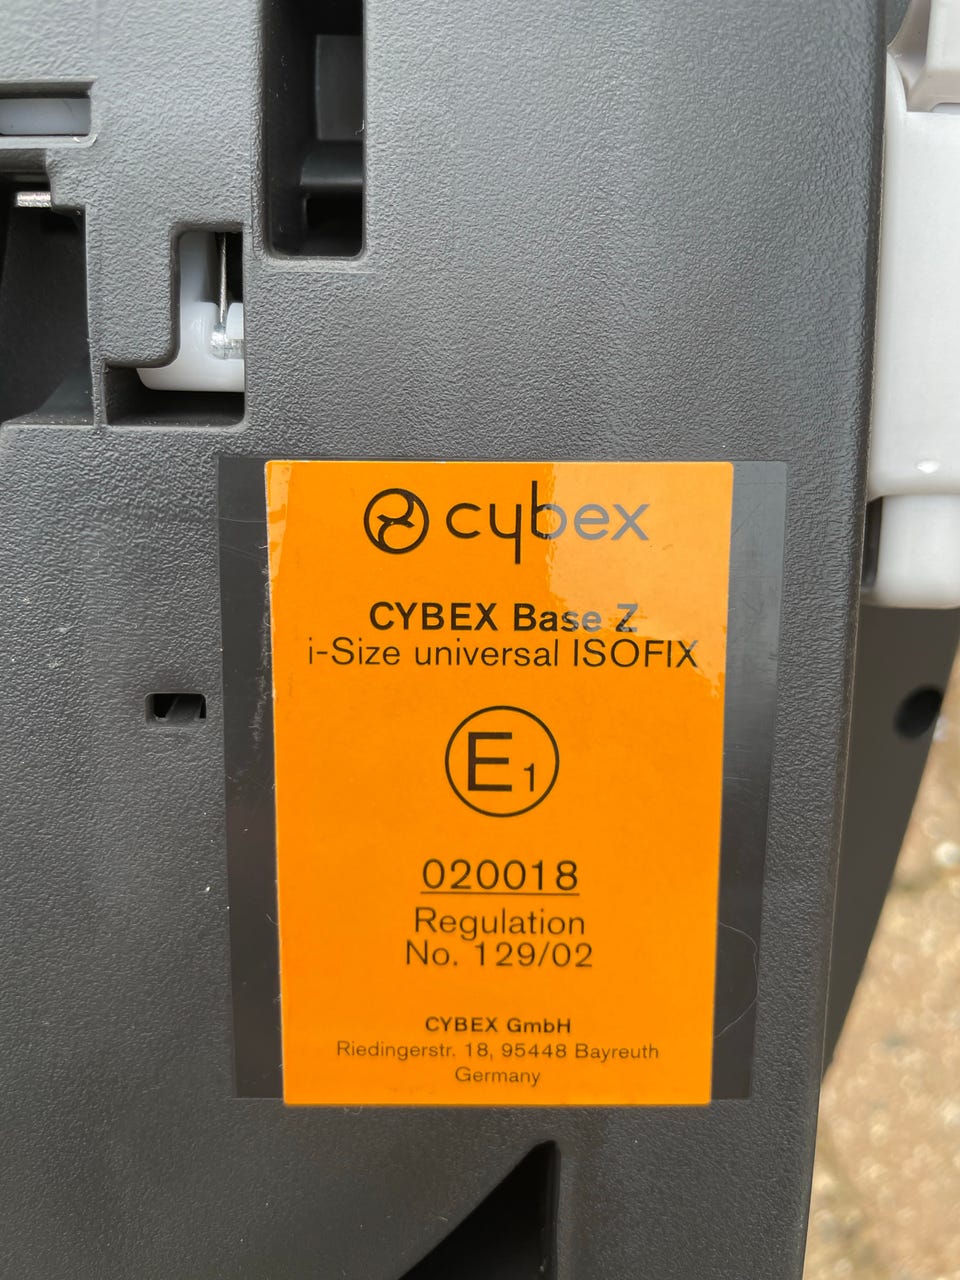 cybex
CYBEX Base Z
i-Size universal ISOFIX
E1
020018
Regulation
No. 129/02
CYBEX GmbH
Riedingerstr. 18, 95448 Bayreuth
Germany